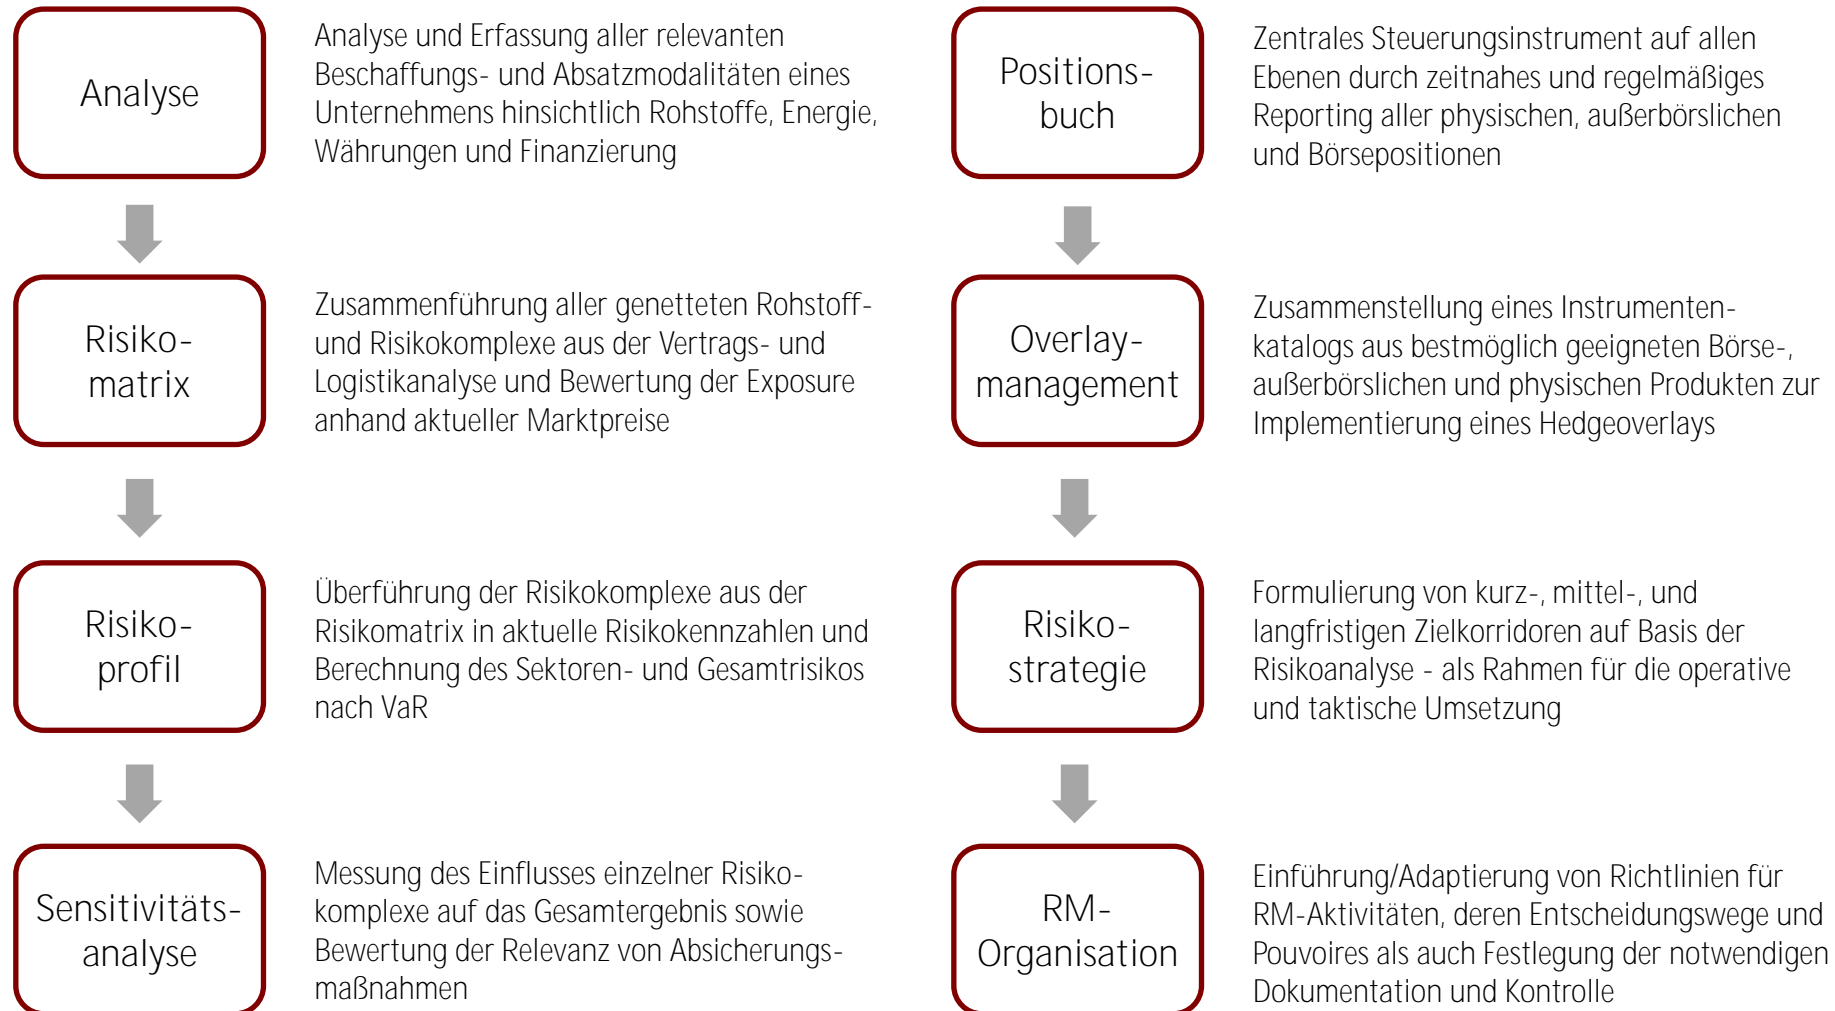 Analyse
Analyse und Erfassung aller relevanten
Beschaffungs- und Absatzmodalitäten eines
Unternehmens hinsichtlich Rohstoffe, Energie,
Währungen und Finanzierung
Risiko-
matrix
Zusammenführung aller genetteten Rohstoff-
und Risikokomplexe aus der Vertrags- und
Logistikanalyse und Bewertung der Exposure
anhand aktueller Marktpreise
Risiko-
profil
Überführung der Risikokomplexe aus der
Risikomatrix in aktuelle Risikokennzahlen und
Berechnung des Sektoren- und Gesamtrisikos
nach VaR
Sensitivitäts-
analyse
Messung des Einflusses einzelner Risiko-
komplexe auf das Gesamtergebnis sowie
Bewertung der Relevanz von Absicherungs-
maßnahmen
Positions-
buch
Zentrales Steuerungsinstrument auf allen
Ebenen durch zeitnahes und regelmäßiges
Reporting aller physischen, außerbörslichen
und Börsepositionen
Overlay-
management
Zusammenstellung eines Instrumenten-
katalogs aus bestmöglich geeigneten Börse-,
außerbörslichen und physischen Produkten zur
Implementierung eines Hedgeoverlays
Risiko-
strategie
Formulierung von kurz-, mittel-, und
langfristigen Zielkorridoren auf Basis der
Risikoanalyse - als Rahmen für die operative
und taktische Umsetzung
RM-
Organisation
Einführung/Adaptierung von Richtlinien für
RM-Aktivitäten, deren Entscheidungswege und
Pouvoires als auch Festlegung der notwendigen
Dokumentation und Kontrolle